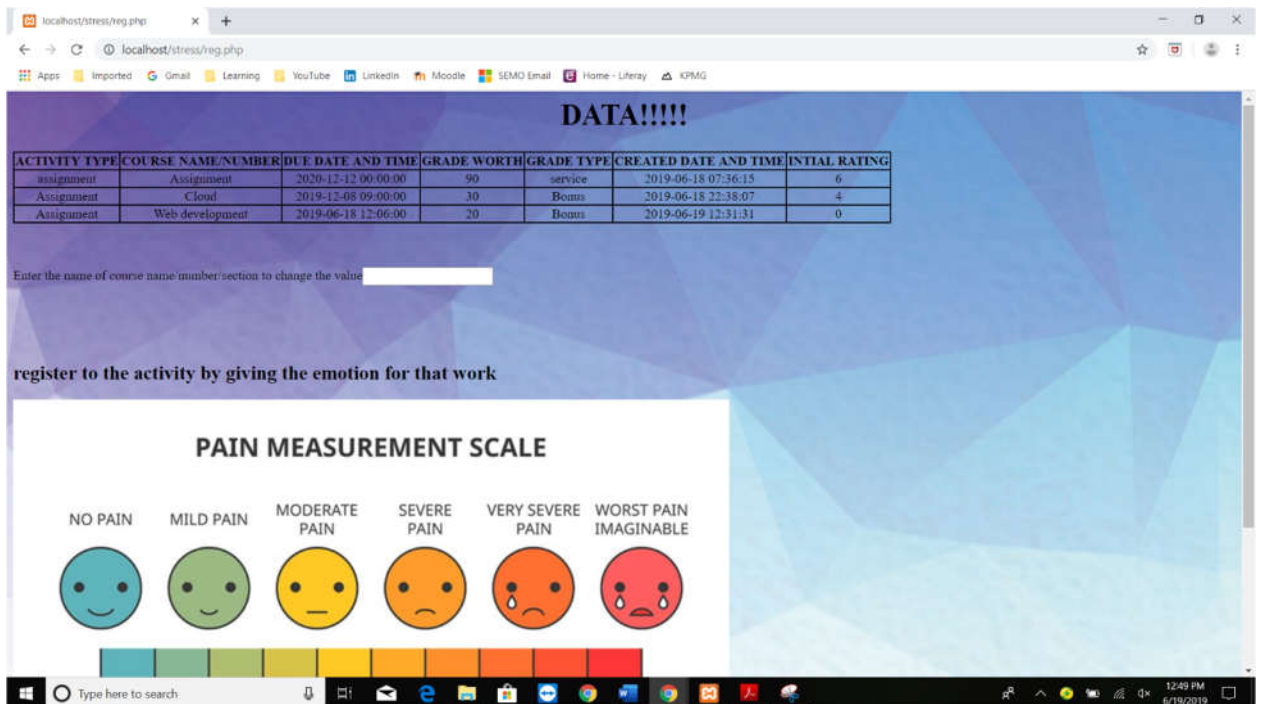 localhost/stress/reg.php
localhost/stress/reg.php
Apps Imported Gmail Learning YouTube LinkedIn Moodle SEMO Email Home - Liferay KPMG
DATA!!!!!
ACTIVITY TYPE COURSE NAME/NUMBER DUE DATE AND TIME GRADE WORTH GRADE TYPE CREATED DATE AND TIME INTIAL RATING
assignment Assignment 2020-12-12 00:00:00 90 service 2019-06-18 07:36:15 6
Assignment Cloud 2019-12-08 09:00:00 30 Bonus 2019-06-18 22:38:07 4
Assignment Web development 2019-06-18 12:06:00 20 Bonus 2019-06-19 12:31:31 0
Enter the name of course name/number/section to change the value
register to the activity by giving the emotion for that work
PAIN MEASUREMENT SCALE
NO PAIN MILD PAIN MODERATE PAIN SEVERE PAIN VERY SEVERE PAIN WORST PAIN IMAGINABLE
Type here to search
12:49 PM
6/19/2019